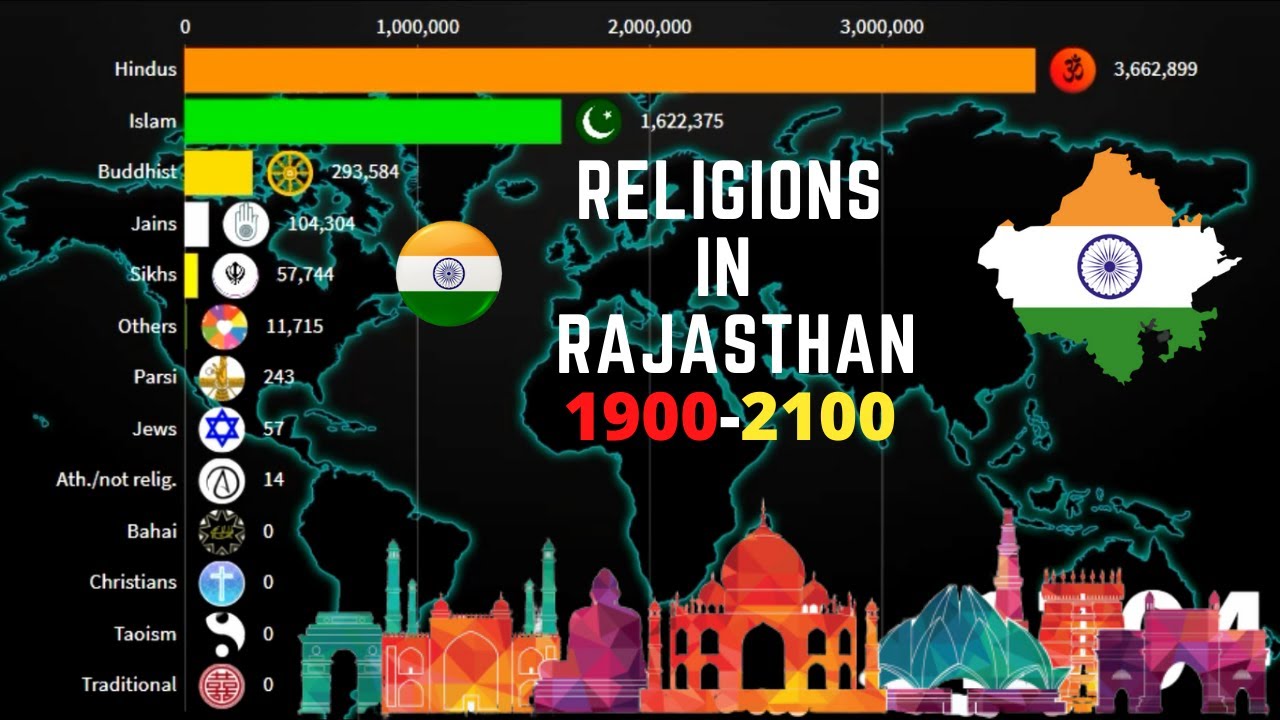 0 1,000,000 2,000,000 3,000,000
Hindus 3,662,899
Islam 1,622,375
Buddhist 293,584
Jains 104,304
Sikhs 57,744
Others 11,715
Parsi 243
Jews 57
Ath./not relig. 14
Bahai 0
Christians 0
Taoism 0
Traditional 0
RELIGIONS
IN
RAJASTHAN
1900-2100